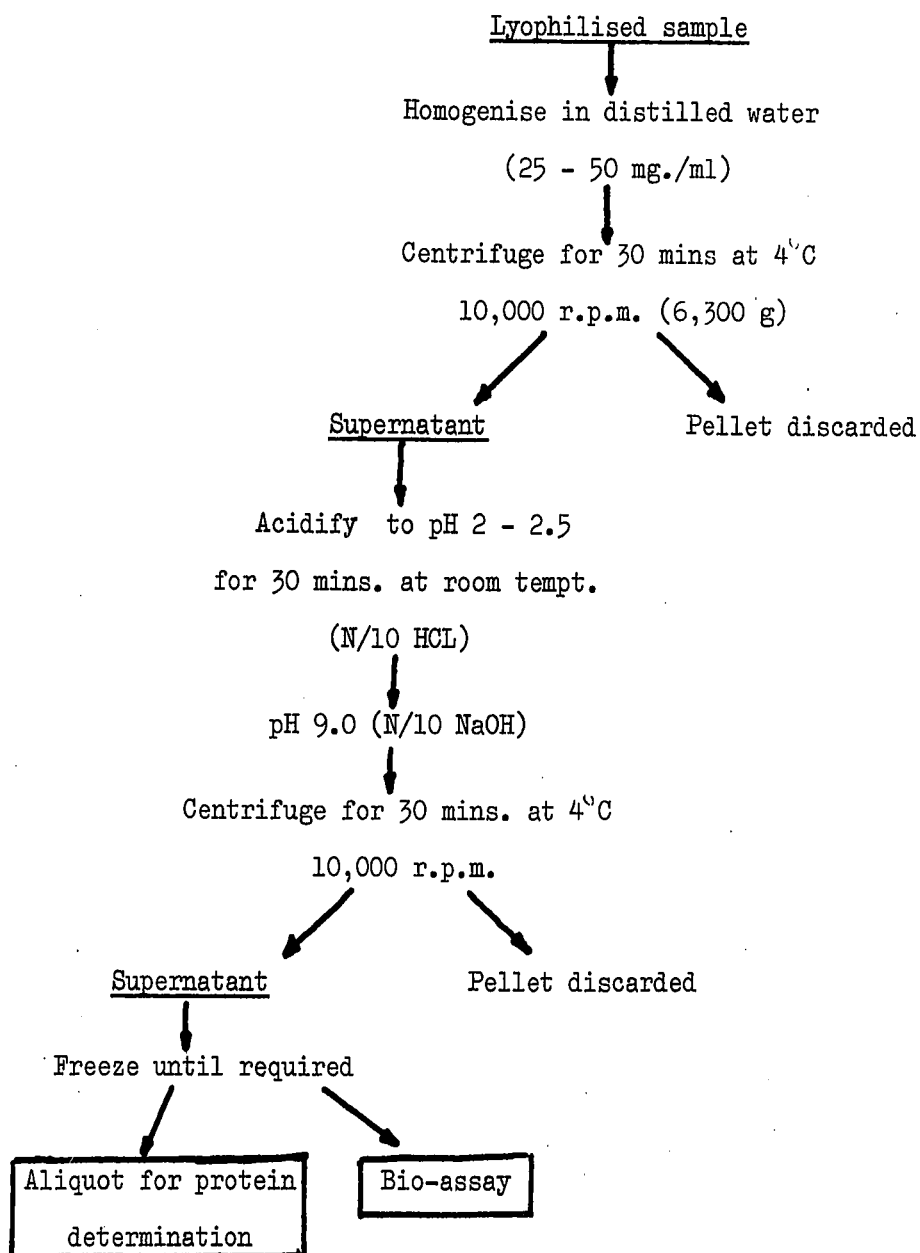 Lyophilised sample
Homogenise in distilled water
(25 - 50 mg./ml)
Centrifuge for 30 mins at 4°C
10,000 r.p.m. (6,300 g)
Supernatant
Pellet discarded
Acidify to pH 2 - 2.5
for 30 mins. at room tempt.
(N/10 HCL)
pH 9.0 (N/10 NaOH)
Centrifuge for 30 mins. at 4°C
10,000 r.p.m.
Supernatant
Pellet discarded
Freeze until required
Aliquot for protein
determination
Bio-assay